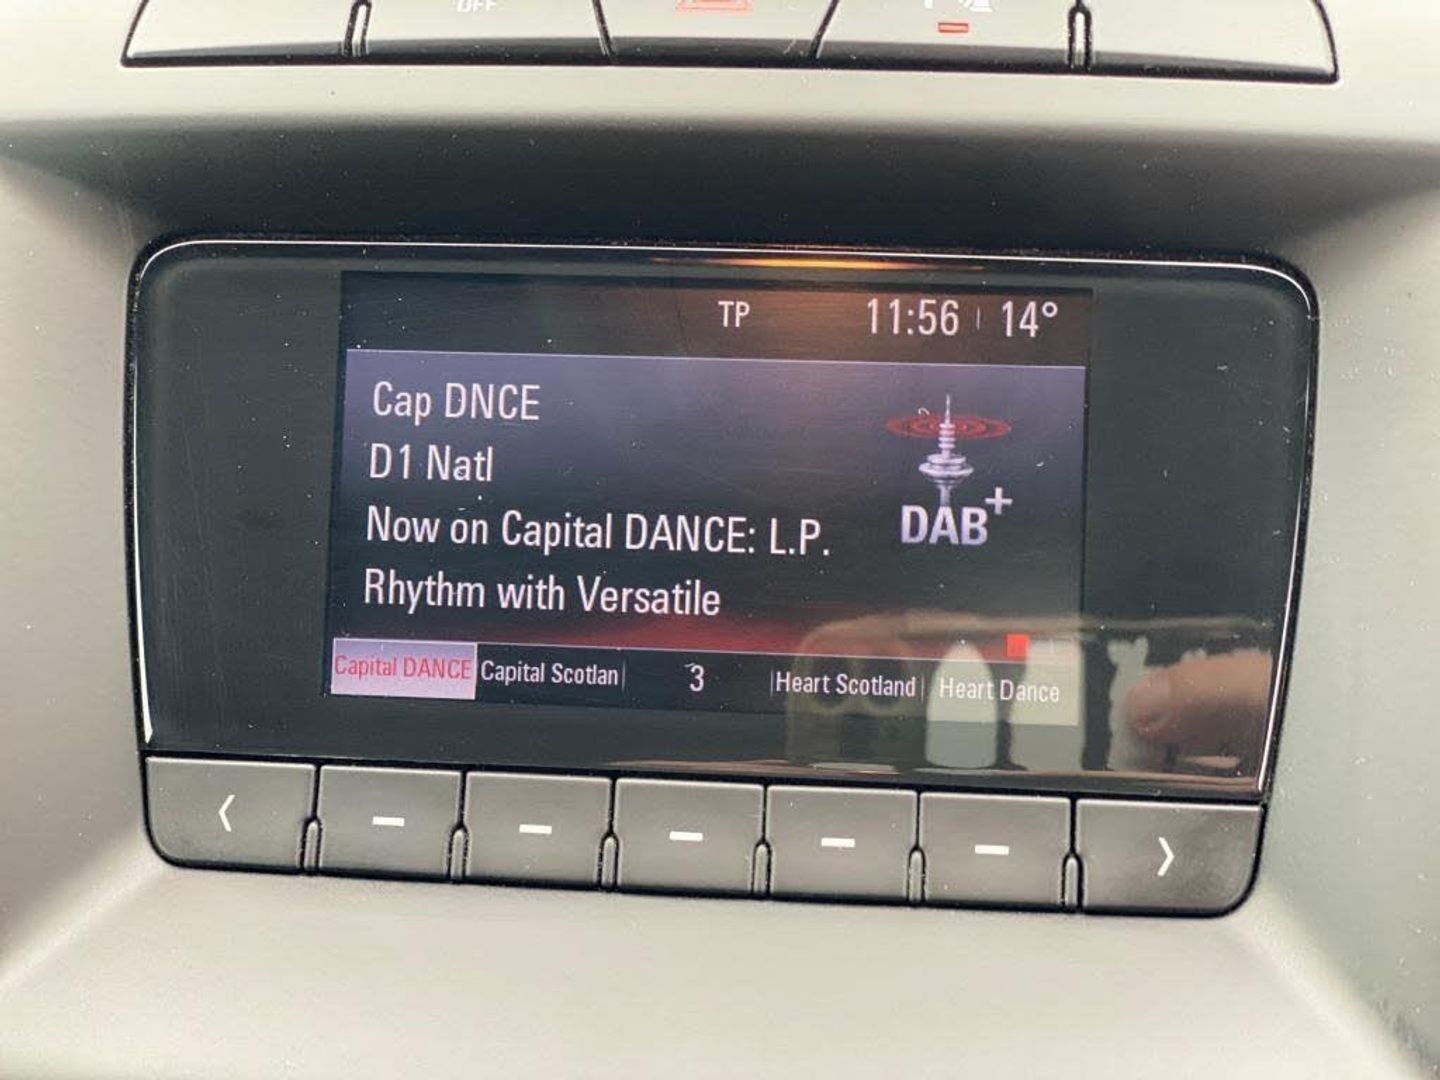 OFF
TP 11:56 14°
Cap DNCE
D1 Natl
Now on Capital DANCE: L.P.
Rhythm with Versatile
DAB+
Capital DANCE Capital Scotlan 3 Heart Scotland Heart Dance